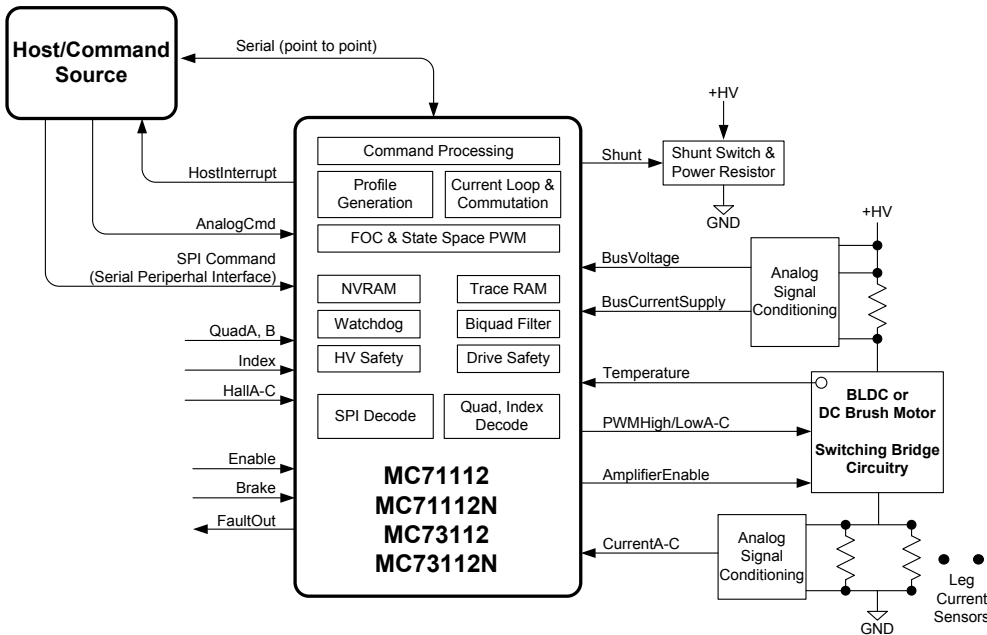 Host/Command
Source
Serial (point to point)
HostInterrupt
AnalogCmd
SPI Command
(Serial Periperhal Interface)
QuadA, B
Index
HallA-C
Enable
Brake
FaultOut
Command Processing
Profile
Generation
Current Loop &
Commutation
FOC & State Space PWM
NVRAM
Trace RAM
Watchdog
Biquad Filter
HV Safety
Drive Safety
SPI Decode
Quad, Index
Decode
MC71112
MC71112N
MC73112
MC73112N
Shunt
+HV
Shunt Switch &
Power Resistor
GND
+HV
BusVoltage
BusCurrentSupply
Analog
Signal
Conditioning
Temperature
PWMHigh/LowA-C
AmplifierEnable
BLDC or
DC Brush Motor
Switching Bridge
Circuitry
CurrentA-C
Analog
Signal
Conditioning
GND
Leg
Current
Sensors